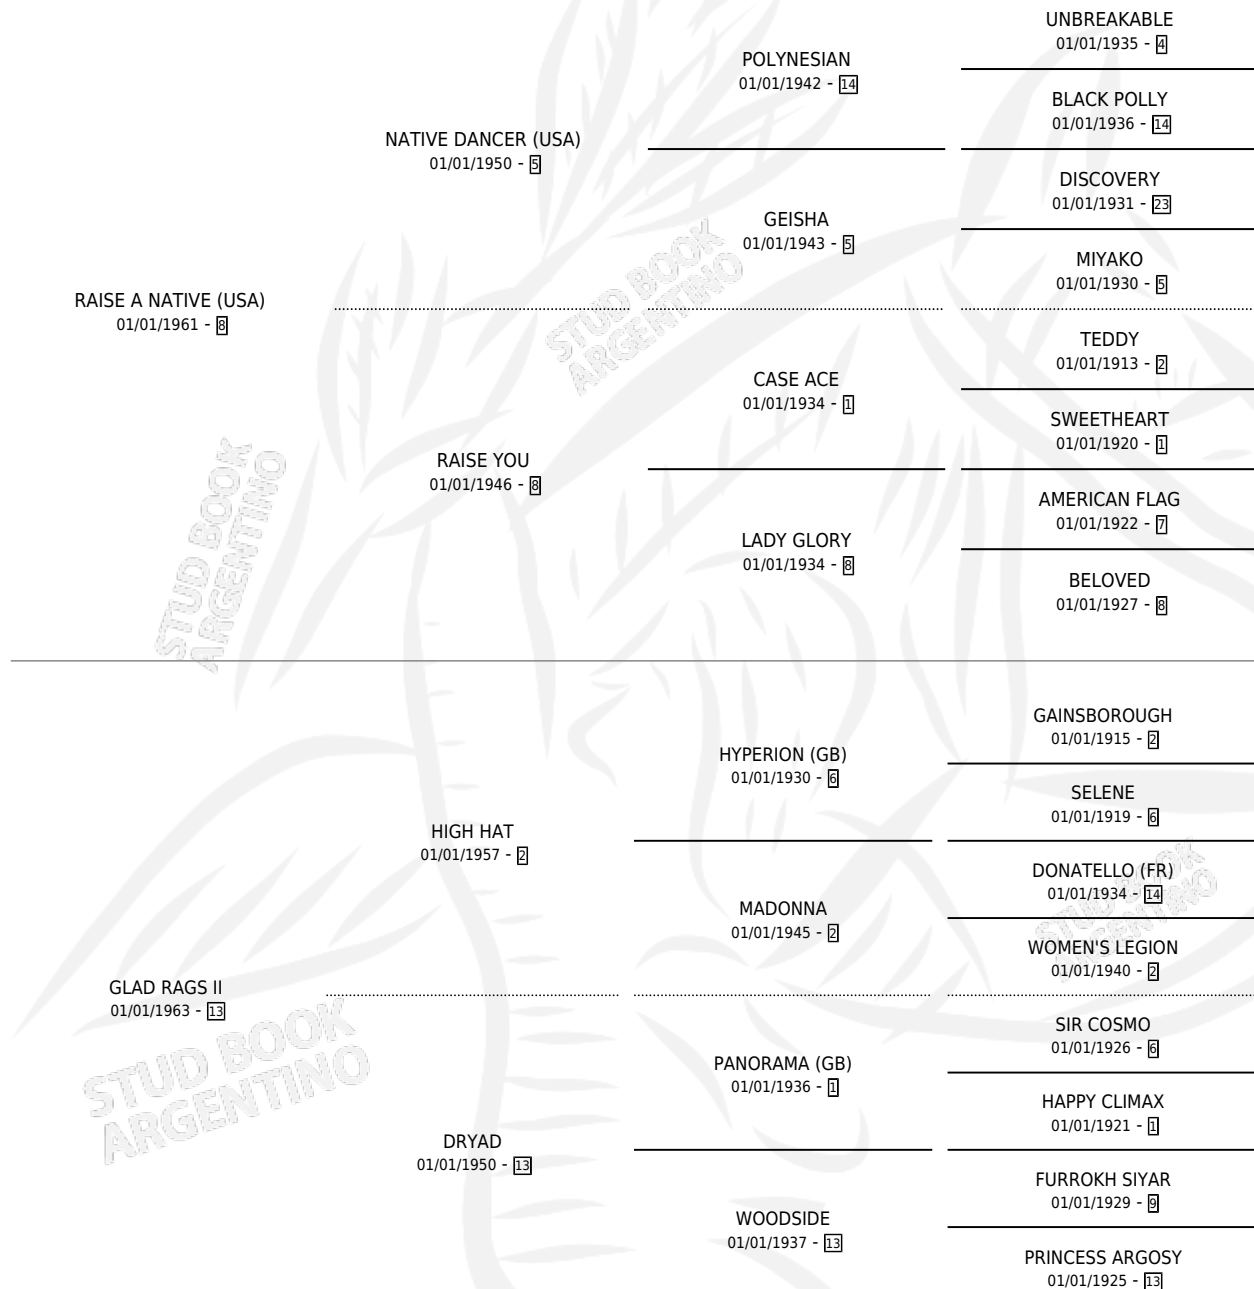 RAISE A NATIVE (USA)
01/01/1961 - 8
NATIVE DANCER (USA)
01/01/1950 - 5
RAISE YOU
01/01/1946 - 8
POLYNESIAN
01/01/1942 - 14
GEISHA
01/01/1943 - 5
CASE ACE
01/01/1934 - 1
LADY GLORY
01/01/1934 - 8
UNBREAKABLE
01/01/1935 - 4
BLACK POLLY
01/01/1936 - 14
DISCOVERY
01/01/1931 - 23
MIYAKO
01/01/1930 - 5
TEDDY
01/01/1913 - 2
SWEETHEART
01/01/1920 - 1
AMERICAN FLAG
01/01/1922 - 7
BELOVED
01/01/1927 - 8
GLAD RAGS II
01/01/1963 - 13
HIGH HAT
01/01/1957 - 2
DRYAD
01/01/1950 - 13
HYPERION (GB)
01/01/1930 - 6
MADONNA
01/01/1945 - 2
PANORAMA (GB)
01/01/1936 - 1
WOODSIDE
01/01/1937 - 13
GAINSBOROUGH
01/01/1915 - 2
SELENE
01/01/1919 - 6
DONATELLO (FR)
01/01/1934 - 14
WOMEN'S LEGION
01/01/1940 - 2
SIR COSMO
01/01/1926 - 6
HAPPY CLIMAX
01/01/1921 - 1
FURROKH SIYAR
01/01/1929 - 9
PRINCESS ARGOSY
01/01/1925 - 13
STUD BOOK
ARGENTINO
STUD BOOK
ARGENTINO
STUD BOOK
ARGENTINO
STUD BOOK
ARGENTINO